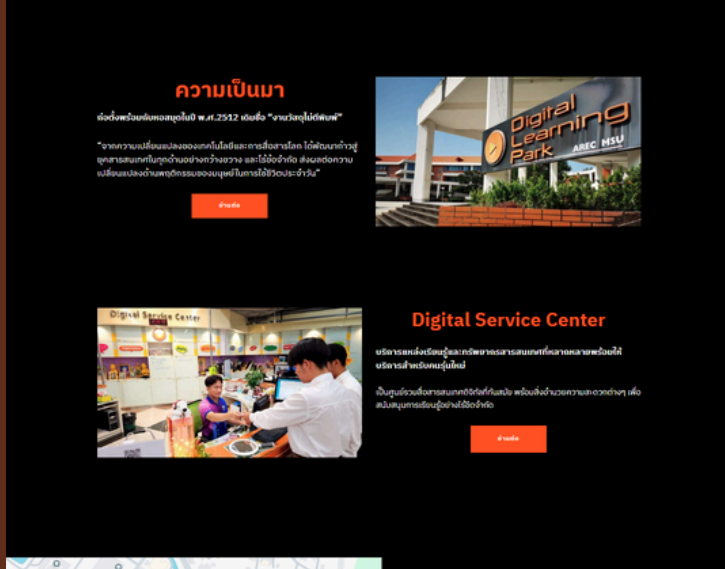 ความเป็นมา
ก่อตั้งพร้อมกับหอสมุดในปี พ.ศ.2512 เดิมชื่อ “งานวัสดุไม่ตีพิมพ์”
“จากความเปลี่ยนแปลงของเทคโนโลยีและการสื่อสารโลก ได้พัฒนาก้าวสู่
ยุคสารสนเทศในทุกด้านอย่างกว้างขวาง และไร้ข้อจำกัด ส่งผลต่อความ
เปลี่ยนแปลงด้านพฤติกรรมของมนุษย์ในการใช้ชีวิตประจำวัน”
อ่านต่อ
Digital
Learning
Park
AREC MSU
Digital Service Center
Digital Service Center
บริการแหล่งเรียนรู้และทรัพยากรสารสนเทศที่หลากหลายพร้อมให้
บริการสำหรับคนรุ่นใหม่
เป็นศูนย์รวมสื่อสารสนเทศดิจิทัลที่ทันสมัย พร้อมสิ่งอำนวยความสะดวกต่างๆ เพื่อ
สนับสนุนการเรียนรู้อย่างไร้ขีดจำกัด
อ่านต่อ